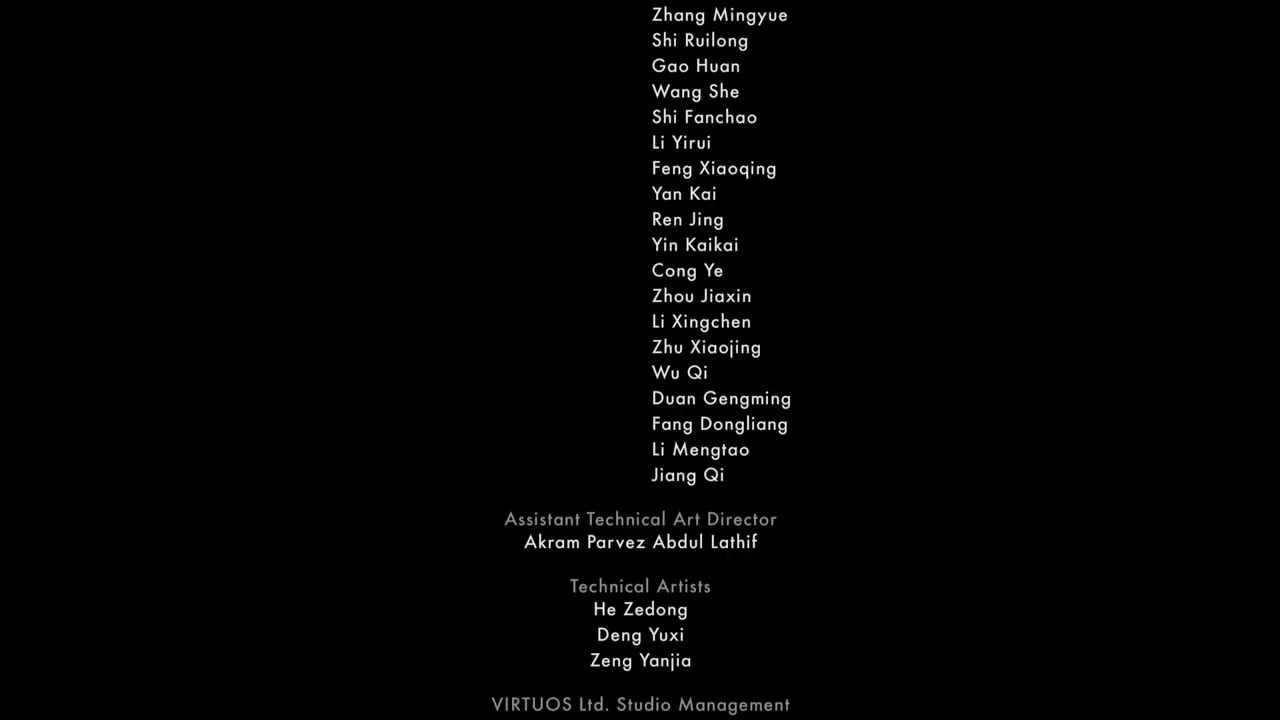 Zhang Mingyue
Shi Ruilong
Gao Huan
Wang She
Shi Fanchao
Li Yirui
Feng Xiaoqing
Yan Kai
Ren Jing
Yin Kaikai
Cong Ye
Zhou Jiaxin
Li Xingchen
Zhu Xiaojing
Wu Qi
Duan Gengming
Fang Dongliang
Li Mengtao
Jiang Qi
Assistant Technical Art Director
Akram Parvez Abdul Lathif
Technical Artists
He Zedong
Deng Yuxi
Zeng Yanjia
VIRTUOS Ltd. Studio Management